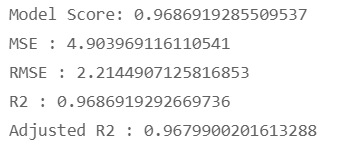 Model Score: 0.9686919285509537
MSE : 4.903969116110541
RMSE : 2.2144907125816853
R2 : 0.9686919292669736
Adjusted R2 : 0.9679900201613288